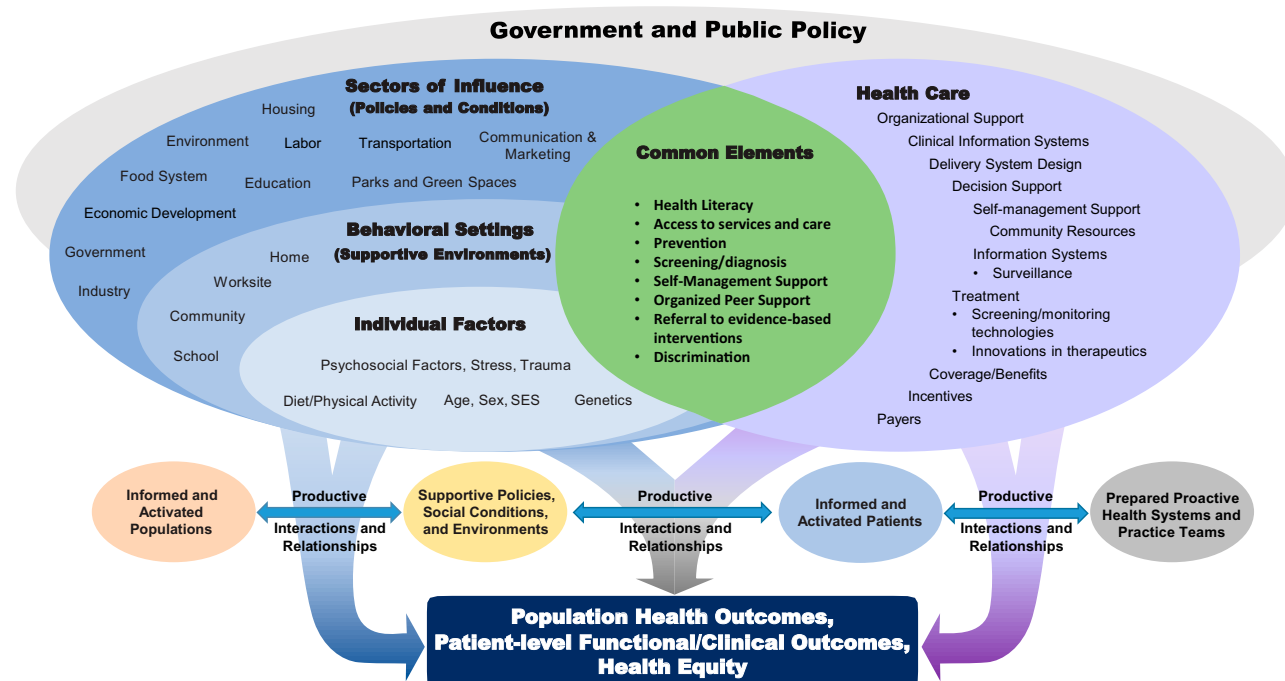 Government and Public Policy
Sectors of Influence
(Policies and Conditions)
Housing
Environment
Labor
Transportation
Communication &
Marketing
Food System
Education
Parks and Green Spaces
Economic Development
Government
Industry
Behavioral Settings
(Supportive Environments)
Home
Worksite
Community
School
Individual Factors
Psychosocial Factors, Stress, Trauma
Diet/Physical Activity
Age, Sex, SES
Genetics
Common Elements
• Health Literacy
• Access to services and care
• Prevention
• Screening/diagnosis
• Self-Management Support
• Organized Peer Support
• Referral to evidence-based
interventions
• Discrimination
Health Care
Organizational Support
Clinical Information Systems
Delivery System Design
Decision Support
Self-management Support
Community Resources
Information Systems
• Surveillance
Treatment
• Screening/monitoring
technologies
• Innovations in therapeutics
Coverage/Benefits
Incentives
Payers
Informed and
Activated
Populations
Productive
Interactions and
Relationships
Supportive Policies,
Social Conditions,
and Environments
Productive
Interactions and
Relationships
Informed and
Activated Patients
Productive
Interactions and
Relationships
Prepared Proactive
Health Systems and
Practice Teams
Population Health Outcomes,
Patient-level Functional/Clinical Outcomes,
Health Equity